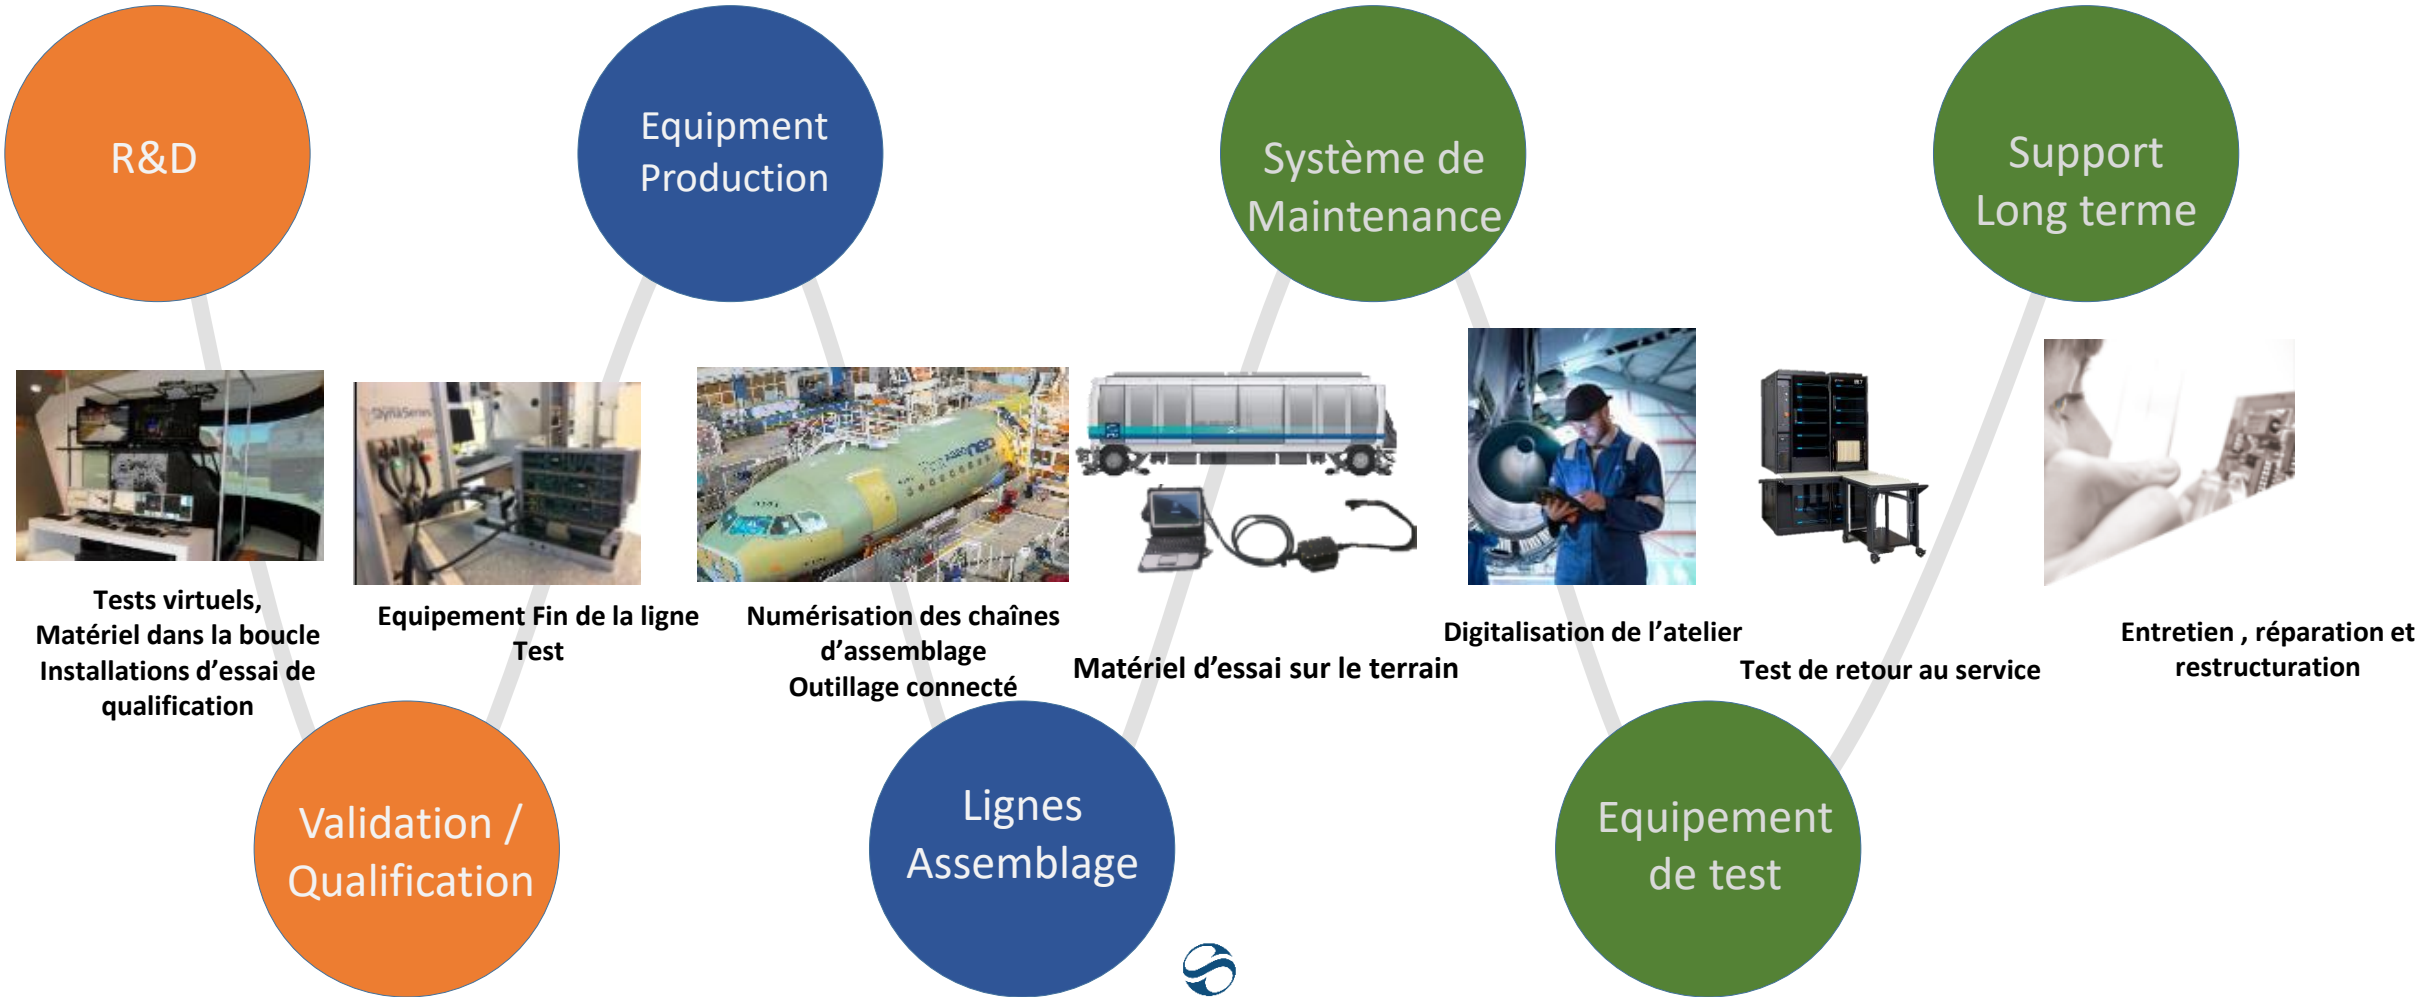 R&D
Equipment
Production
Système de
Maintenance
Support
Long terme
DynaSeries
neo
Tests virtuels,
Matériel dans la boucle
Installations d’essai de
qualification
Equipement Fin de la ligne
Test
Numérisation des chaînes
d’assemblage
Outillage connecté
Matériel d’essai sur le terrain
Digitalisation de l’atelier
Test de retour au service
Entretien , réparation et
restructuration
Validation /
Qualification
Lignes
Assemblage
Equipement
de test